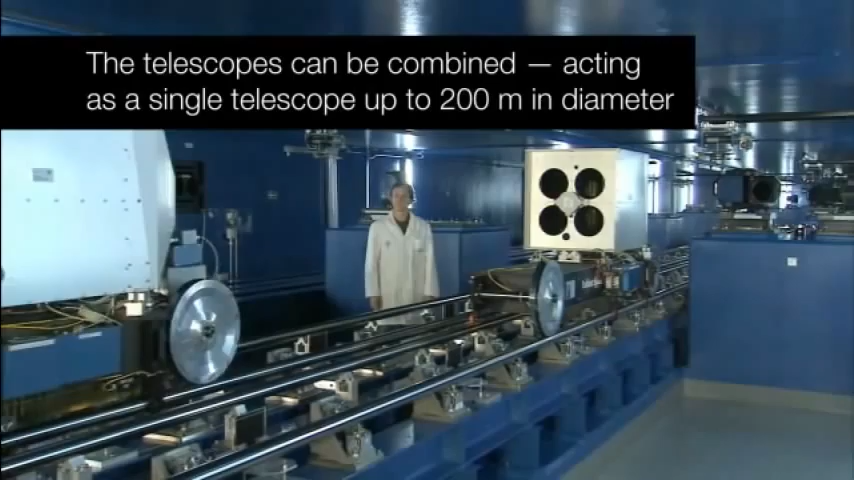 The telescopes can be combined — acting
as a single telescope up to 200 m in diameter